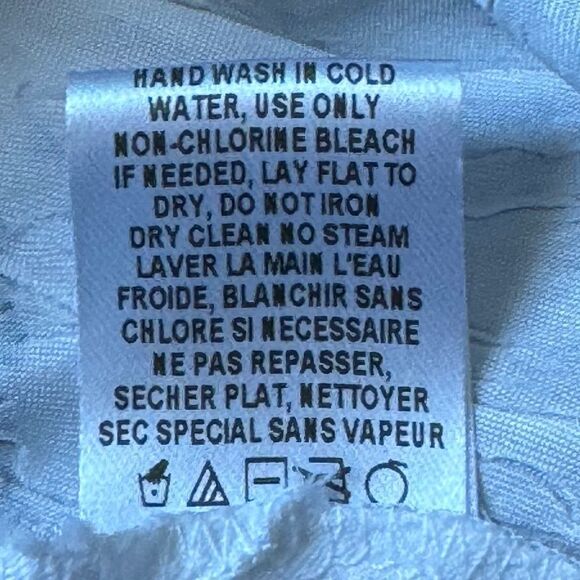 HAND WASH IN COLD
WATER, USE ONLY
NON-CHLORINE BLEACH
IF NEEDED, LAY FLAT TO
DRY, DO NOT IRON
DRY CLEAN NO STEAM
LAVER LA MAIN L'EAU
FROIDE, BLANCHIR SANS
CHLORE SI NECESSAIRE
NE PAS REPASSER,
SECHER PLAT, NETTOYER
SEC SPECIAL SANS VAPEUR